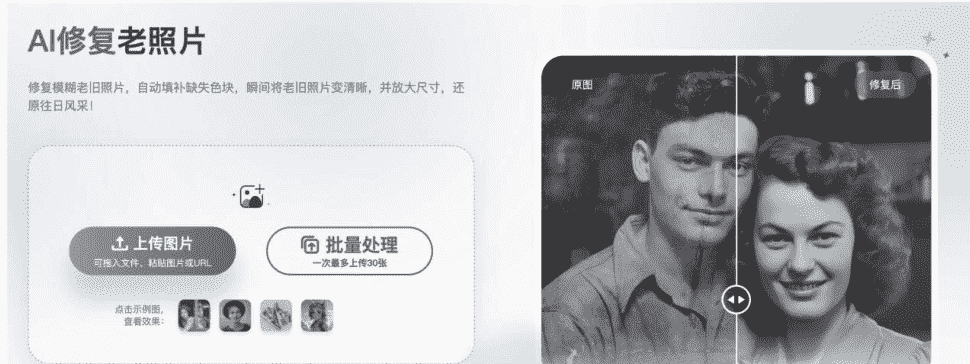 AI修复老照片
修复模糊老旧照片，自动填补缺失色块，瞬间将老旧照片变清晰，并放大尺寸，还
原往日风采！
上传图片
可拖入文件、粘贴图片或URL
批量处理
一次最多上传30张
点击示例图，
查看效果：
原图
修复后